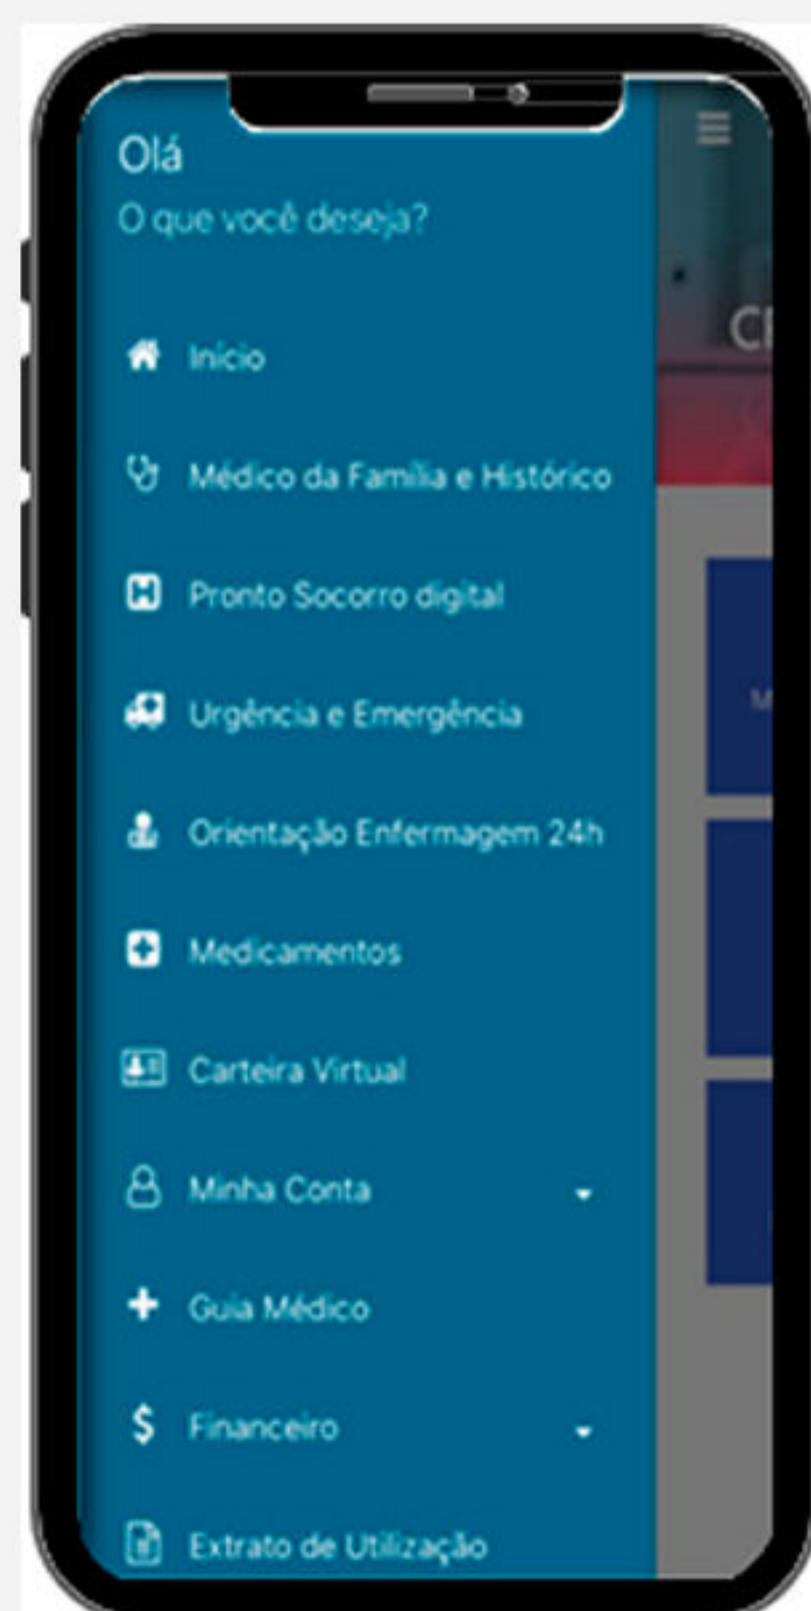 Olá
O que você deseja?
Início
Médico da Família e Histórico
Pronto Socorro digital
Urgência e Emergência
Orientação Enfermagem 24h
Medicamentos
Carteira Virtual
Minha Conta
Guia Médico
Financeiro
Extrato de Utilização